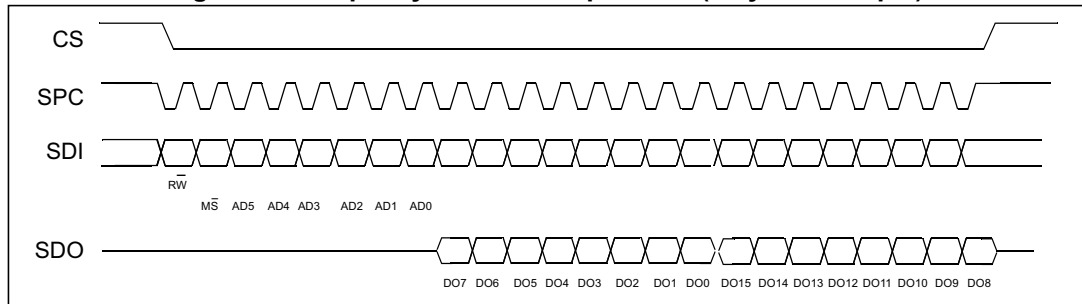 CS
SPC
SDI
RW̅
MS̅ AD5 AD4 AD3 AD2 AD1 AD0
SDO
DO7 DO6 DO5 DO4 DO3 DO2 DO1 DO0 DO15 DO14 DO13 DO12 DO11 DO10 DO9 DO8